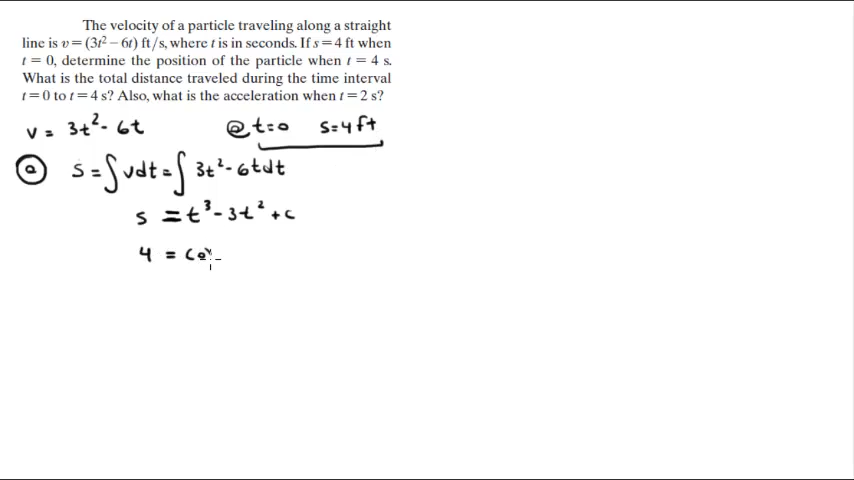 The velocity of a particle traveling along a straight
line is v = (3t² – 6t) ft/s, where t is in seconds. If s = 4 ft when
t = 0, determine the position of the particle when t = 4 s.
What is the total distance traveled during the time interval
t = 0 to t = 4 s? Also, what is the acceleration when t = 2 s?
v = 3t² - 6t @ t=0 s=4ft
a s = ∫vdt = ∫ 3t² - 6tdt
s = t³ - 3t² + c
4 = (0